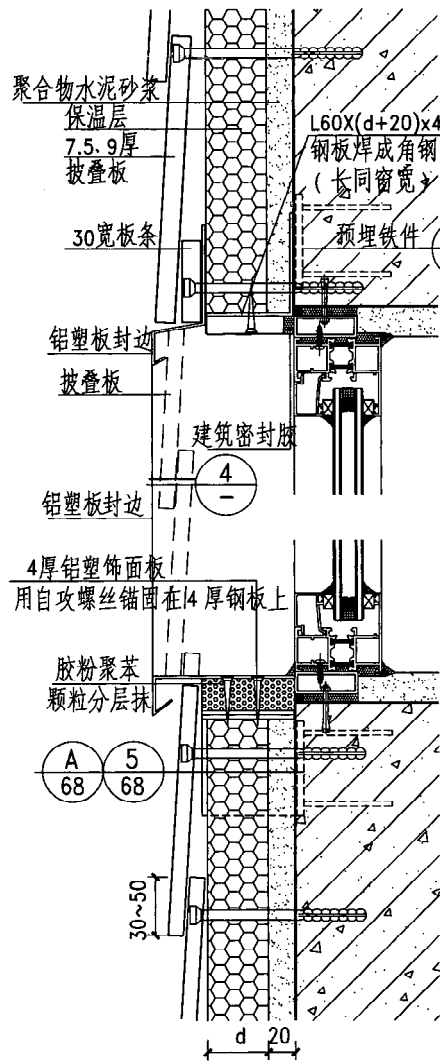 聚合物水泥砂浆
保温层
7.5.9厚
披叠板
L60X(d+20)x4
钢板焊成角钢
(长同窗宽)
30宽板条
预埋铁件
铝塑板封边
披叠板
建筑密封胶
4
-
铝塑板封边
4厚铝塑饰面板
用自攻螺丝锚固在4厚钢板上
胶粉聚苯
颗粒分层抹
A 5
68 68
30~50
d 20